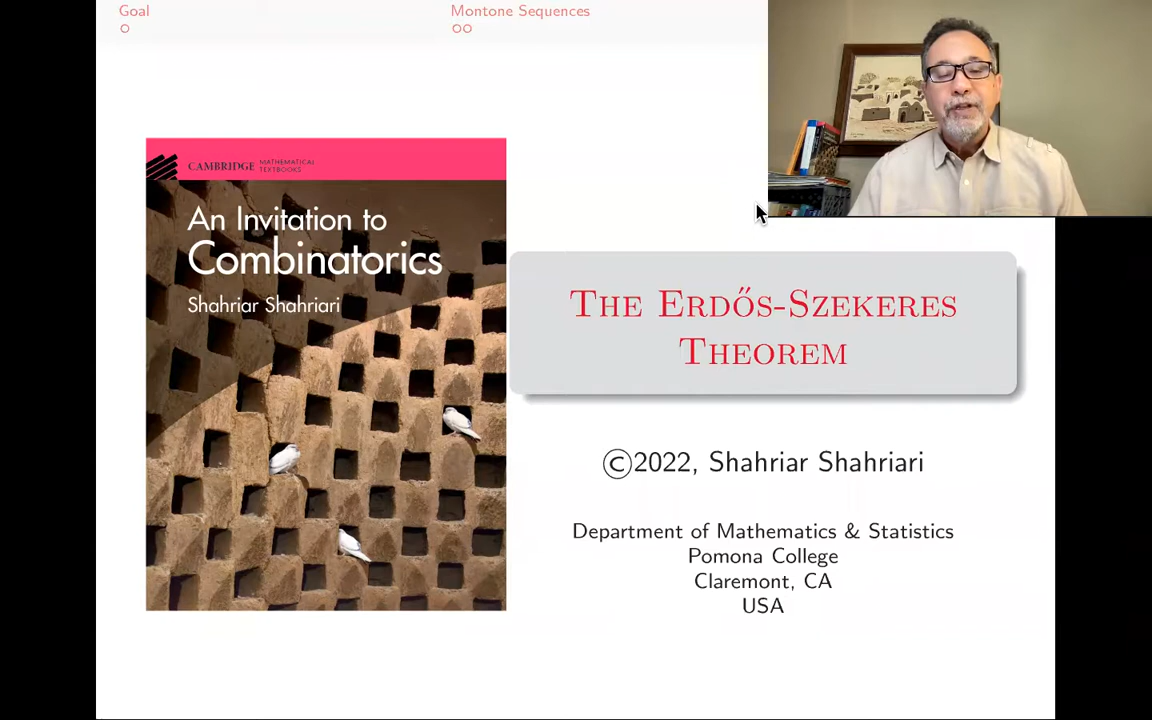 Goal
Montone Sequences
CAMBRIDGE MATHEMATICAL TEXTBOOKS
An Invitation to
Combinatorics
Shahriar Shahriari
The Erdős-Szekeres
Theorem
©2022, Shahriar Shahriari
Department of Mathematics & Statistics
Pomona College
Claremont, CA
USA